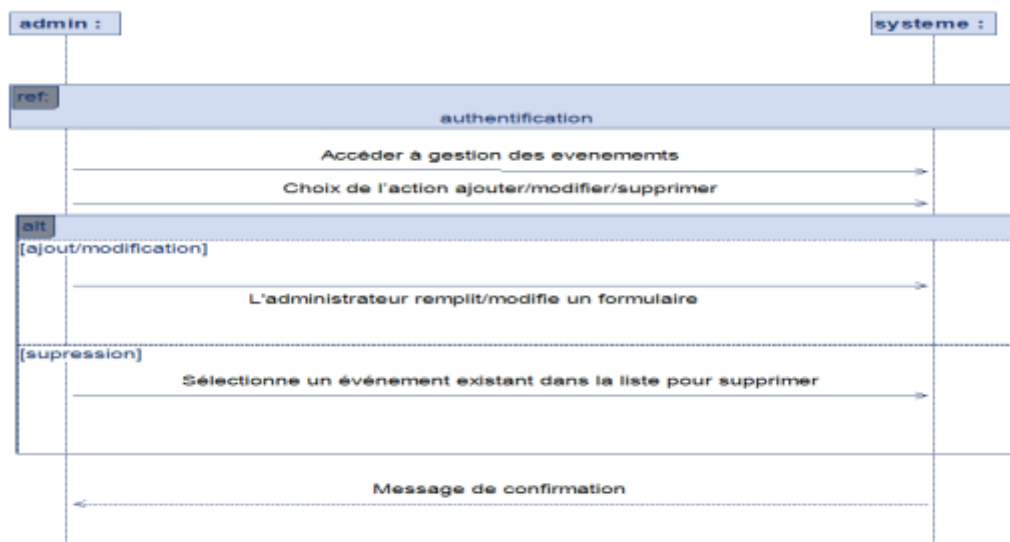 admin :
systeme :
ref:
authentification
Accéder à gestion des evenememts
Choix de l'action ajouter/modifier/supprimer
alt
[ajout/modification]
L'administrateur remplit/modifie un formulaire
[supression]
Sélectionne un événement existant dans la liste pour supprimer
Message de confirmation